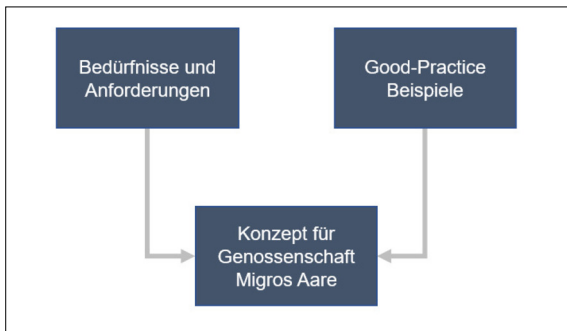 Bedürfnisse und
Anforderungen
Good-Practice
Beispiele
Konzept für
Genossenschaft
Migros Aare